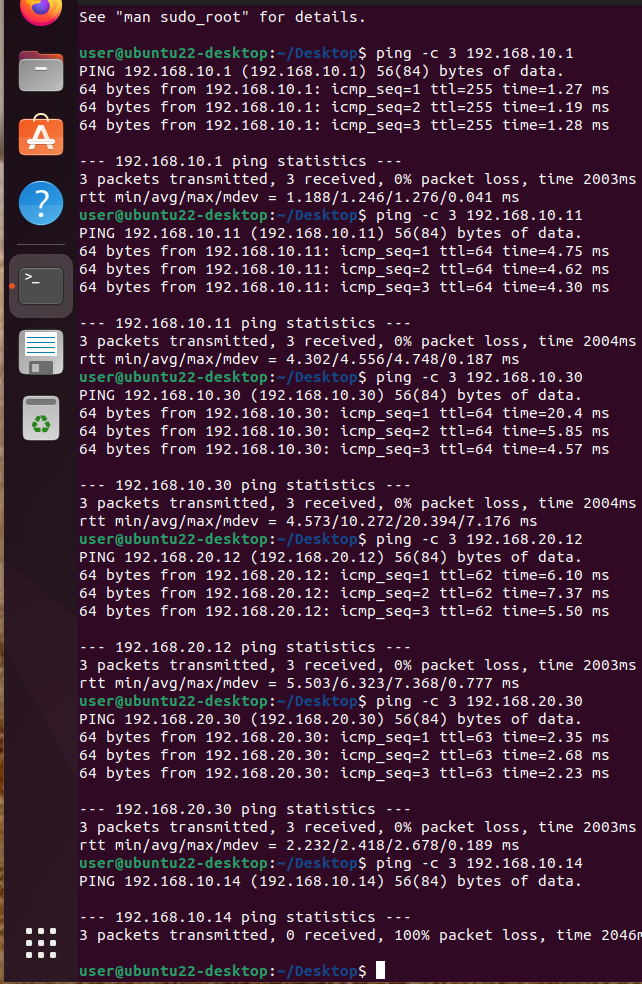 See "man sudo_root" for details.
user@ubuntu22-desktop:~/Desktop$ ping -c 3 192.168.10.1
PING 192.168.10.1 (192.168.10.1) 56(84) bytes of data.
64 bytes from 192.168.10.1: icmp_seq=1 ttl=255 time=1.27 ms
64 bytes from 192.168.10.1: icmp_seq=2 ttl=255 time=1.19 ms
64 bytes from 192.168.10.1: icmp_seq=3 ttl=255 time=1.28 ms
--- 192.168.10.1 ping statistics ---
3 packets transmitted, 3 received, 0% packet loss, time 2003ms
rtt min/avg/max/mdev = 1.188/1.246/1.276/0.041 ms
user@ubuntu22-desktop:~/Desktop$ ping -c 3 192.168.10.11
PING 192.168.10.11 (192.168.10.11) 56(84) bytes of data.
64 bytes from 192.168.10.11: icmp_seq=1 ttl=64 time=4.75 ms
64 bytes from 192.168.10.11: icmp_seq=2 ttl=64 time=4.62 ms
64 bytes from 192.168.10.11: icmp_seq=3 ttl=64 time=4.30 ms
--- 192.168.10.11 ping statistics ---
3 packets transmitted, 3 received, 0% packet loss, time 2004ms
rtt min/avg/max/mdev = 4.302/4.556/4.748/0.187 ms
user@ubuntu22-desktop:~/Desktop$ ping -c 3 192.168.10.30
PING 192.168.10.30 (192.168.10.30) 56(84) bytes of data.
64 bytes from 192.168.10.30: icmp_seq=1 ttl=64 time=20.4 ms
64 bytes from 192.168.10.30: icmp_seq=2 ttl=64 time=5.85 ms
64 bytes from 192.168.10.30: icmp_seq=3 ttl=64 time=4.57 ms
--- 192.168.10.30 ping statistics ---
3 packets transmitted, 3 received, 0% packet loss, time 2004ms
rtt min/avg/max/mdev = 4.573/10.272/20.394/7.176 ms
user@ubuntu22-desktop:~/Desktop$ ping -c 3 192.168.20.12
PING 192.168.20.12 (192.168.20.12) 56(84) bytes of data.
64 bytes from 192.168.20.12: icmp_seq=1 ttl=62 time=6.10 ms
64 bytes from 192.168.20.12: icmp_seq=2 ttl=62 time=7.37 ms
64 bytes from 192.168.20.12: icmp_seq=3 ttl=62 time=5.50 ms
--- 192.168.20.12 ping statistics ---
3 packets transmitted, 3 received, 0% packet loss, time 2003ms
rtt min/avg/max/mdev = 5.503/6.323/7.368/0.777 ms
user@ubuntu22-desktop:~/Desktop$ ping -c 3 192.168.20.30
PING 192.168.20.30 (192.168.20.30) 56(84) bytes of data.
64 bytes from 192.168.20.30: icmp_seq=1 ttl=63 time=2.35 ms
64 bytes from 192.168.20.30: icmp_seq=2 ttl=63 time=2.68 ms
64 bytes from 192.168.20.30: icmp_seq=3 ttl=63 time=2.23 ms
--- 192.168.20.30 ping statistics ---
3 packets transmitted, 3 received, 0% packet loss, time 2003ms
rtt min/avg/max/mdev = 2.232/2.418/2.678/0.189 ms
user@ubuntu22-desktop:~/Desktop$ ping -c 3 192.168.10.14
PING 192.168.10.14 (192.168.10.14) 56(84) bytes of data.
--- 192.168.10.14 ping statistics ---
3 packets transmitted, 0 received, 100% packet loss, time 2046m
user@ubuntu22-desktop:~/Desktop$